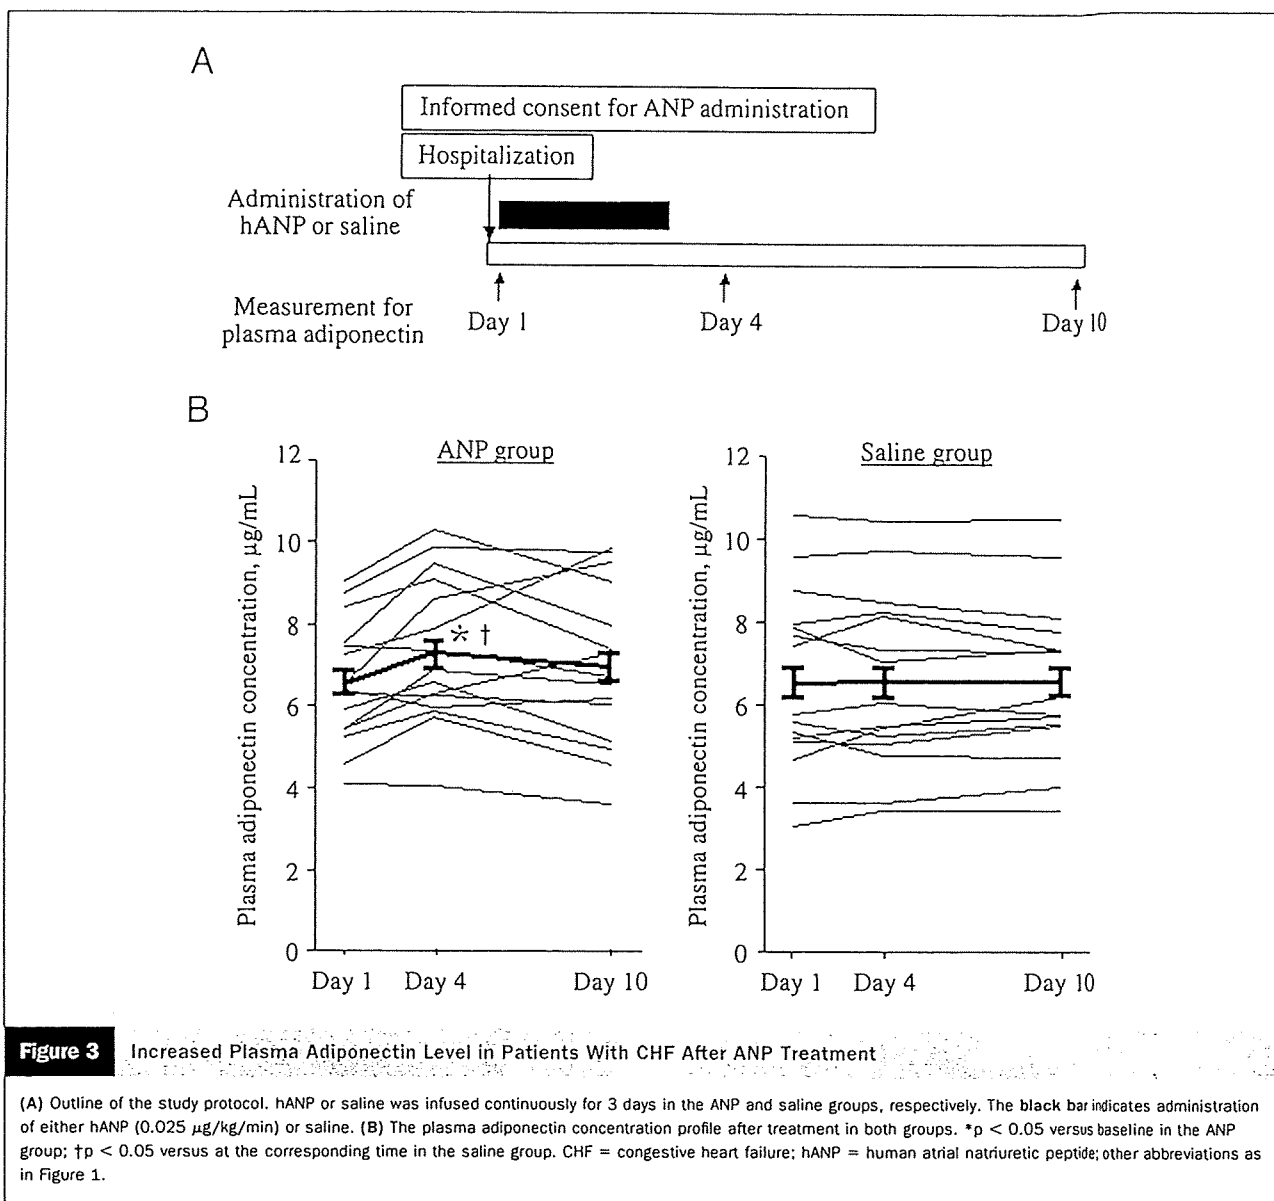 A
Informed consent for ANP administration
Hospitalization
Administration of
hANP or saline
Measurement for
plasma adiponectin
Day 1
Day 4
Day 10
B
ANP group
Plasma adiponectin concentration, µg/mL
12
10
8
6
4
2
0
* †
Day 1
Day 4
Day 10
Saline group
Plasma adiponectin concentration, µg/mL
12
10
8
6
4
2
0
Day 1
Day 4
Day 10
Figure 3 Increased Plasma Adiponectin Level in Patients With CHF After ANP Treatment
(A) Outline of the study protocol. hANP or saline was infused continuously for 3 days in the ANP and saline groups, respectively. The black bar indicates administration
of either hANP (0.025 µg/kg/min) or saline. (B) The plasma adiponectin concentration profile after treatment in both groups. *p < 0.05 versus baseline in the ANP
group; †p < 0.05 versus at the corresponding time in the saline group. CHF = congestive heart failure; hANP = human atrial natriuretic peptide; other abbreviations as
in Figure 1.